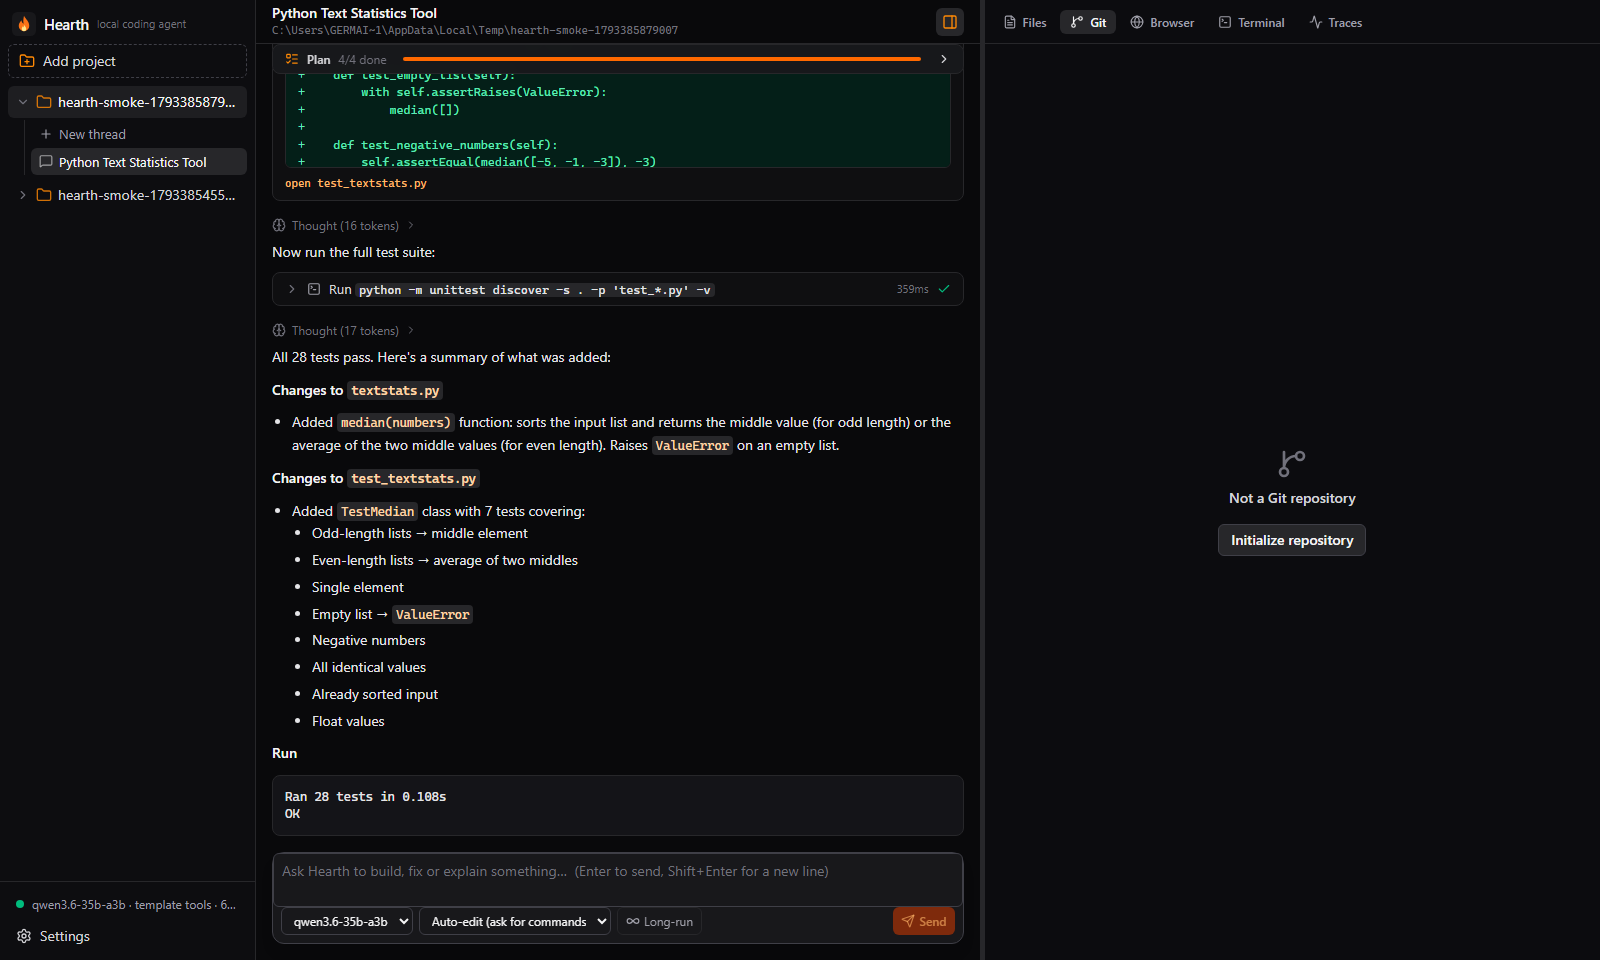 Hearth local coding agent
Add project
hearth-smoke-1793385879...
New thread
Python Text Statistics Tool
hearth-smoke-1793385455...
qwen3.6-35b-a3b · template tools · 6...
Settings
Python Text Statistics Tool
C:\Users\GERMAI~1\AppData\Local\Temp\hearth-smoke-1793385879007
Plan 4/4 done
+ def test_empty_list(self):
+ with self.assertRaises(ValueError):
+ median([])
+
+ def test_negative_numbers(self):
+ self.assertEqual(median([-5, -1, -3]), -3)
open test_textstats.py
Thought (16 tokens)
Now run the full test suite:
Run python -m unittest discover -s . -p 'test_*.py' -v 359ms
Thought (17 tokens)
All 28 tests pass. Here's a summary of what was added:
Changes to textstats.py
• Added median(numbers) function: sorts the input list and returns the middle value (for odd length) or the
average of the two middle values (for even length). Raises ValueError on an empty list.
Changes to test_textstats.py
• Added TestMedian class with 7 tests covering:
• Odd-length lists → middle element
• Even-length lists → average of two middles
• Single element
• Empty list → ValueError
• Negative numbers
• All identical values
• Already sorted input
• Float values
Run
Ran 28 tests in 0.108s
OK
Ask Hearth to build, fix or explain something... (Enter to send, Shift+Enter for a new line)
qwen3.6-35b-a3b Auto-edit (ask for commands Long-run Send
Files Git Browser Terminal Traces
Not a Git repository
Initialize repository